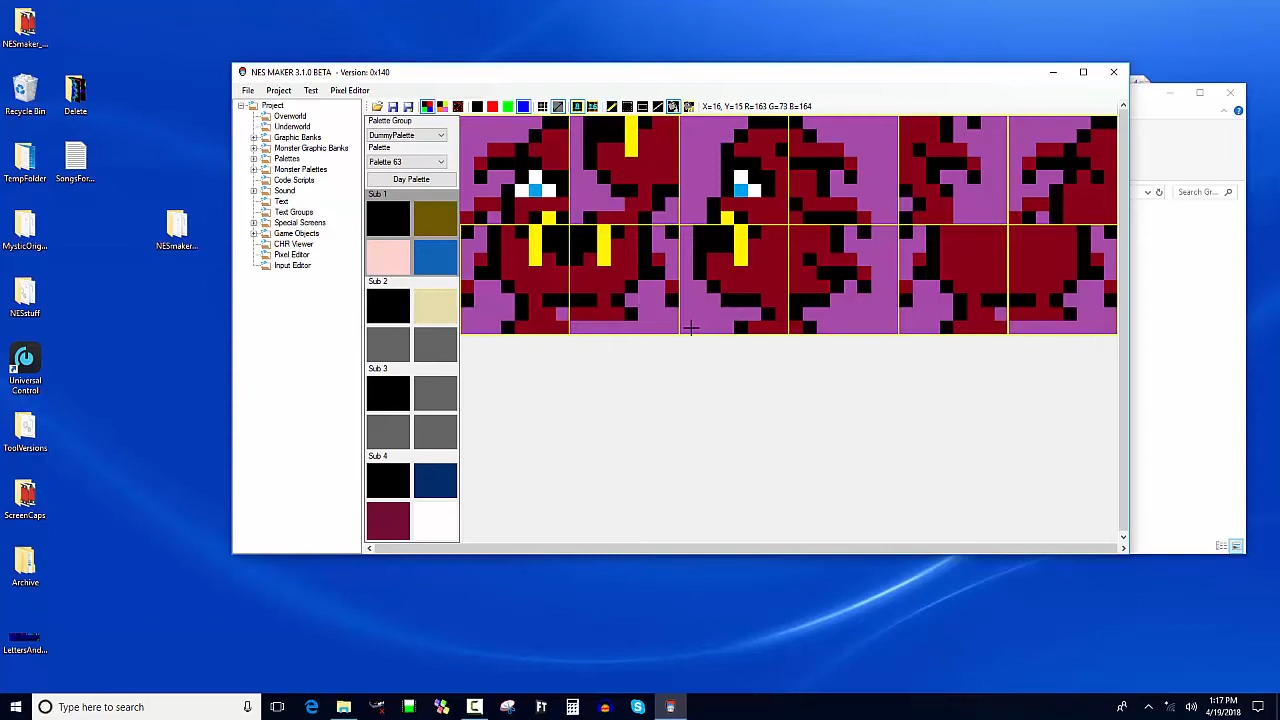 NESmaker_...
Recycle Bin
Delete
TempFolder
SongsFor...
MysticOrig...
NESmaker...
NESstuff
Universal
Control
ToolVersions
ScreenCaps
Archive
LettersAnd...
NES MAKER 3.1.0 BETA - Version: 0x140
File Project Test Pixel Editor
X=16, Y=15 R=163 G=73 B=164
Project
Overworld
Underworld
Graphic Banks
Monster Graphic Banks
Palettes
Monster Palettes
Code Scripts
Sound
Text
Text Groups
Special Screens
Game Objects
CHR Viewer
Pixel Editor
Input Editor
Palette Group
DummyPalette
Palette
Palette 63
Day Palette
Sub 1
Sub 2
Sub 3
Sub 4
8 16
Search Gr...
Type here to search
1:17 PM
4/19/2018